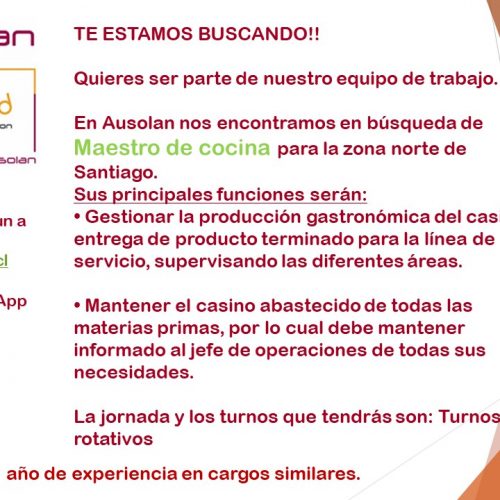 an
TE ESTAMOS BUSCANDO!!
Quieres ser parte de nuestro equipo de trabajo.
d
on
solan
En Ausolan nos encontramos en búsqueda de
Maestro de cocina para la zona norte de
Santiago.
Sus principales funciones serán:
• Gestionar la producción gastronómica del cas
entrega de producto terminado para la línea de
servicio, supervisando las diferentes áreas.
un a
cl
App
• Mantener el casino abastecido de todas las
materias primas, por lo cual debe mantener
informado al jefe de operaciones de todas sus
necesidades.
La jornada y los turnos que tendrás son: Turnos
rotativos
año de experiencia en cargos similares.